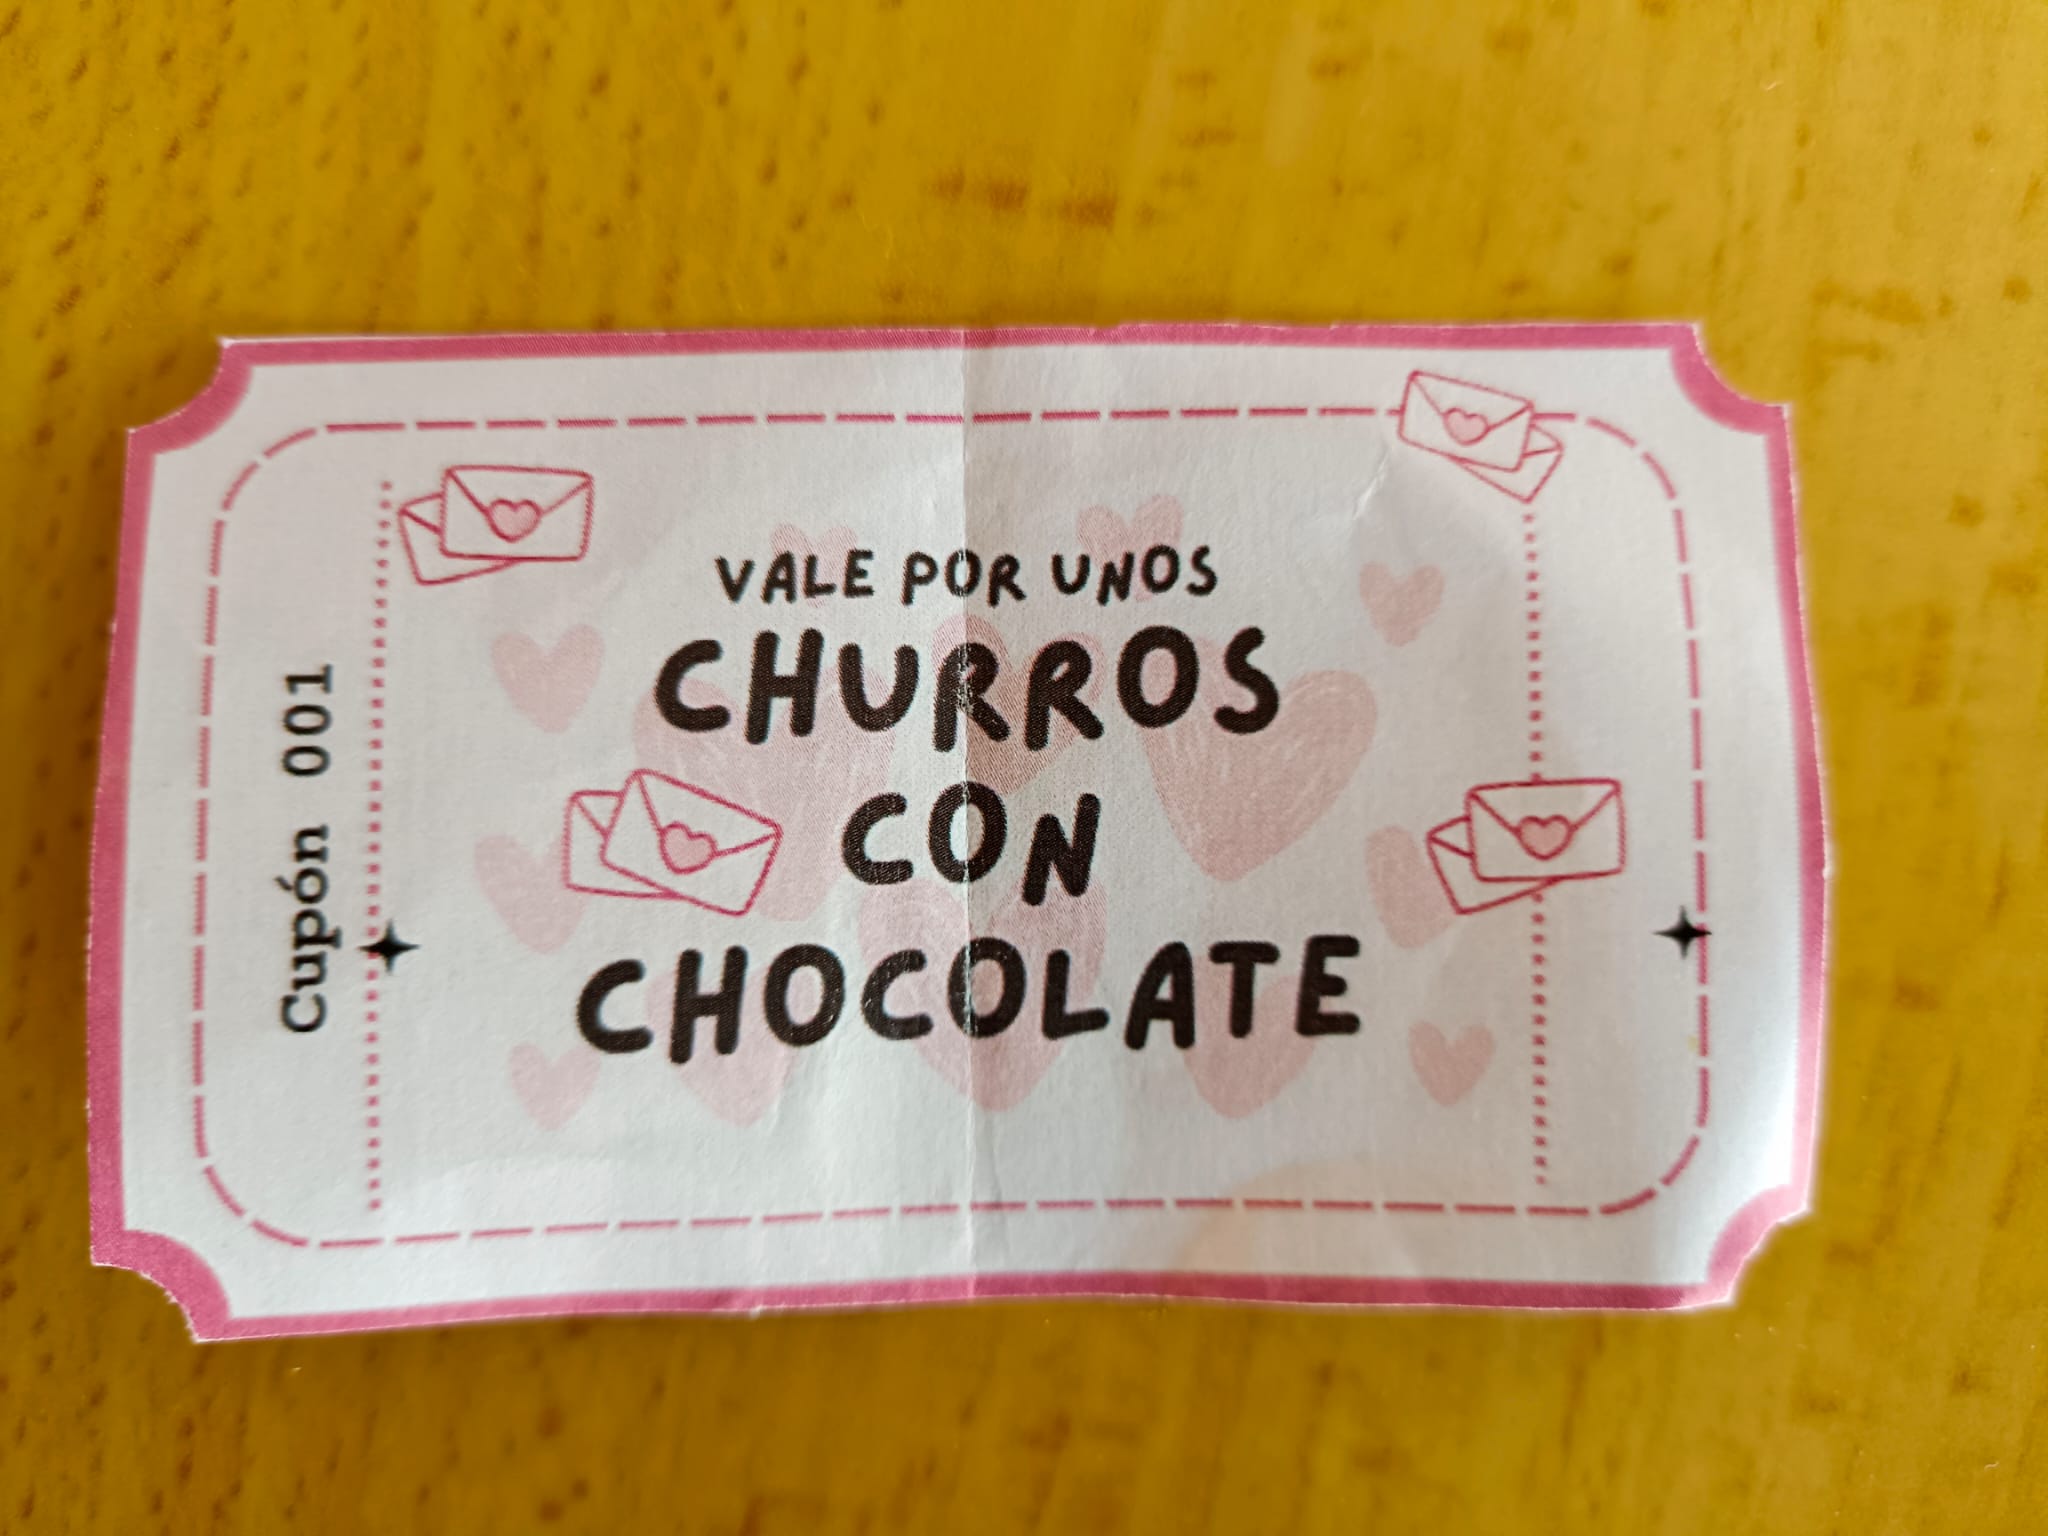 VALE POR UNOS
CHURROS
CON
CHOCOLATE
Cupón 001